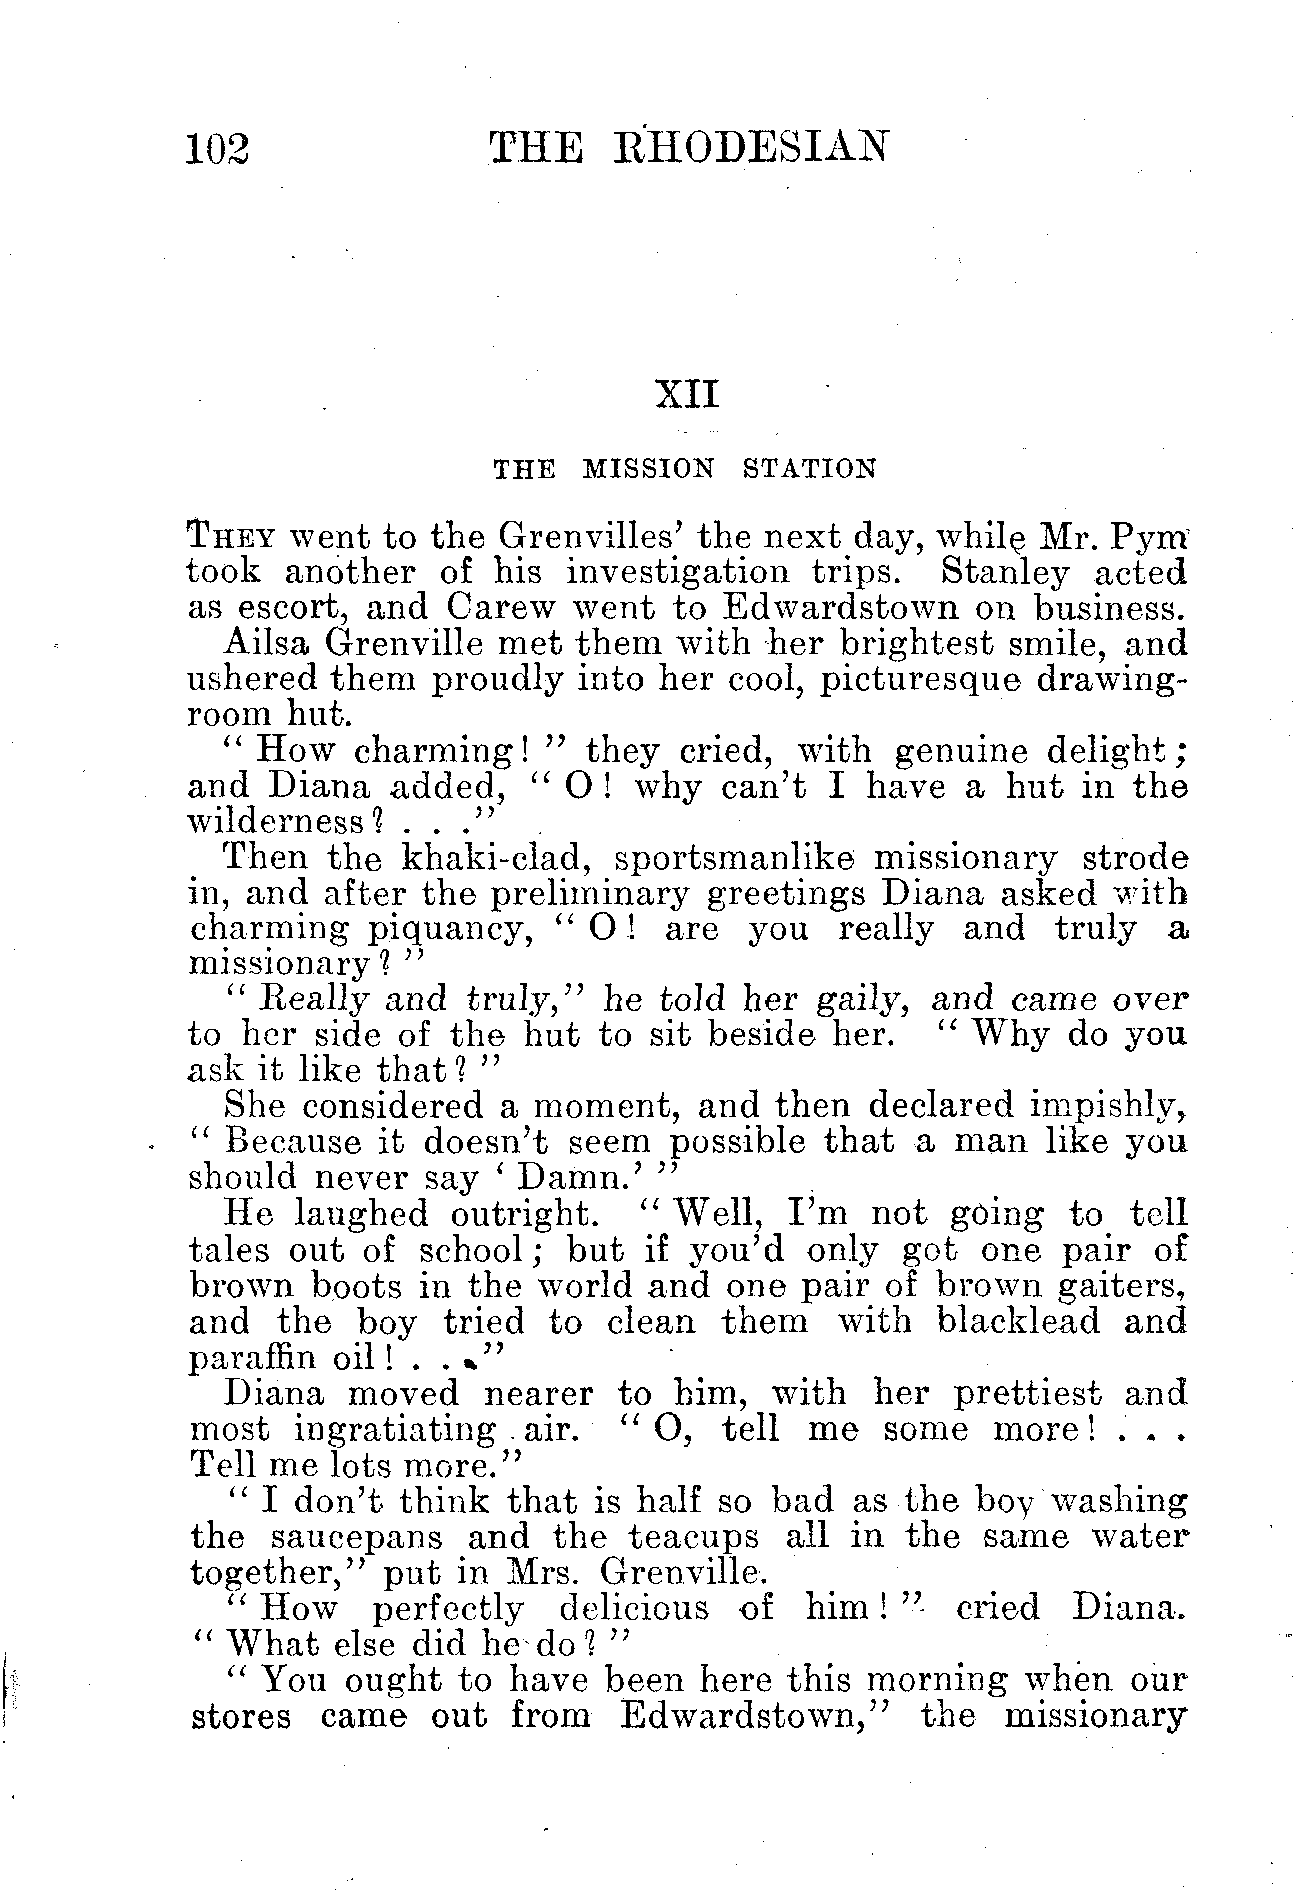 102 THE RHODESIAN
XII
THE MISSION STATION
THEY went to the Grenvilles' the next day, while Mr. Pym
took another of his investigation trips. Stanley acted
as escort, and Carew went to Edwardstown on business.
Ailsa Grenville met them with her brightest smile, and
ushered them proudly into her cool, picturesque drawing-
room hut.
" How charming! " they cried, with genuine delight;
and Diana added, " O! why can't I have a hut in the
wilderness? . . ."
Then the khaki-clad, sportsmanlike missionary strode
in, and after the preliminary greetings Diana asked with
charming piquancy, " O! are you really and truly a
missionary? "
" Really and truly," he told her gaily, and came over
to her side of the hut to sit beside her. " Why do you
ask it like that? "
She considered a moment, and then declared impishly,
" Because it doesn't seem possible that a man like you
should never say ' Damn.' "
He laughed outright. " Well, I'm not going to tell
tales out of school; but if you'd only got one pair of
brown boots in the world and one pair of brown gaiters,
and the boy tried to clean them with blacklead and
paraffin oil! . . ."
Diana moved nearer to him, with her prettiest and
most ingratiating air. " O, tell me some more! . . .
Tell me lots more."
" I don't think that is half so bad as the boy washing
the saucepans and the teacups all in the same water
together," put in Mrs. Grenville.
" How perfectly delicious of him! " cried Diana.
" What else did he do? "
" You ought to have been here this morning when our
stores came out from Edwardstown," the missionary